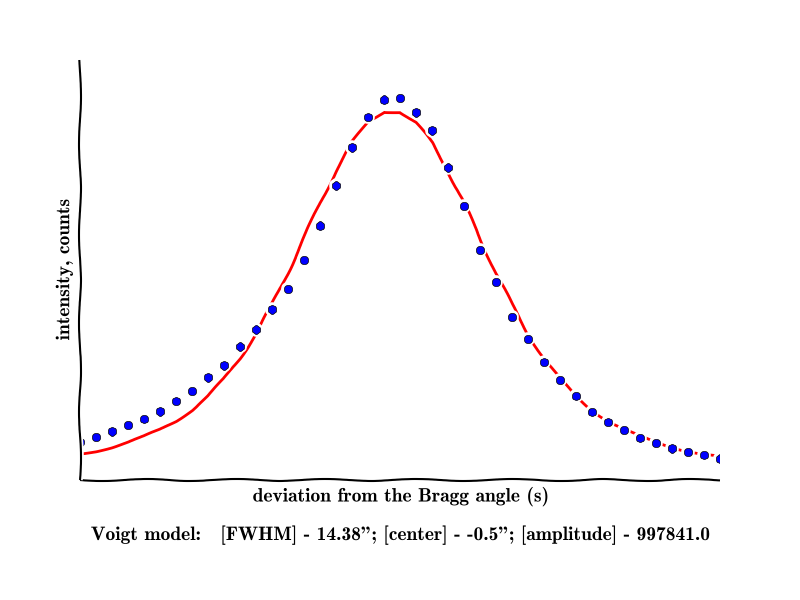 intensity, counts
deviation from the Bragg angle (s)
Voigt model: [FWHM] - 14.38”; [center] - -0.5”; [amplitude] - 997841.0